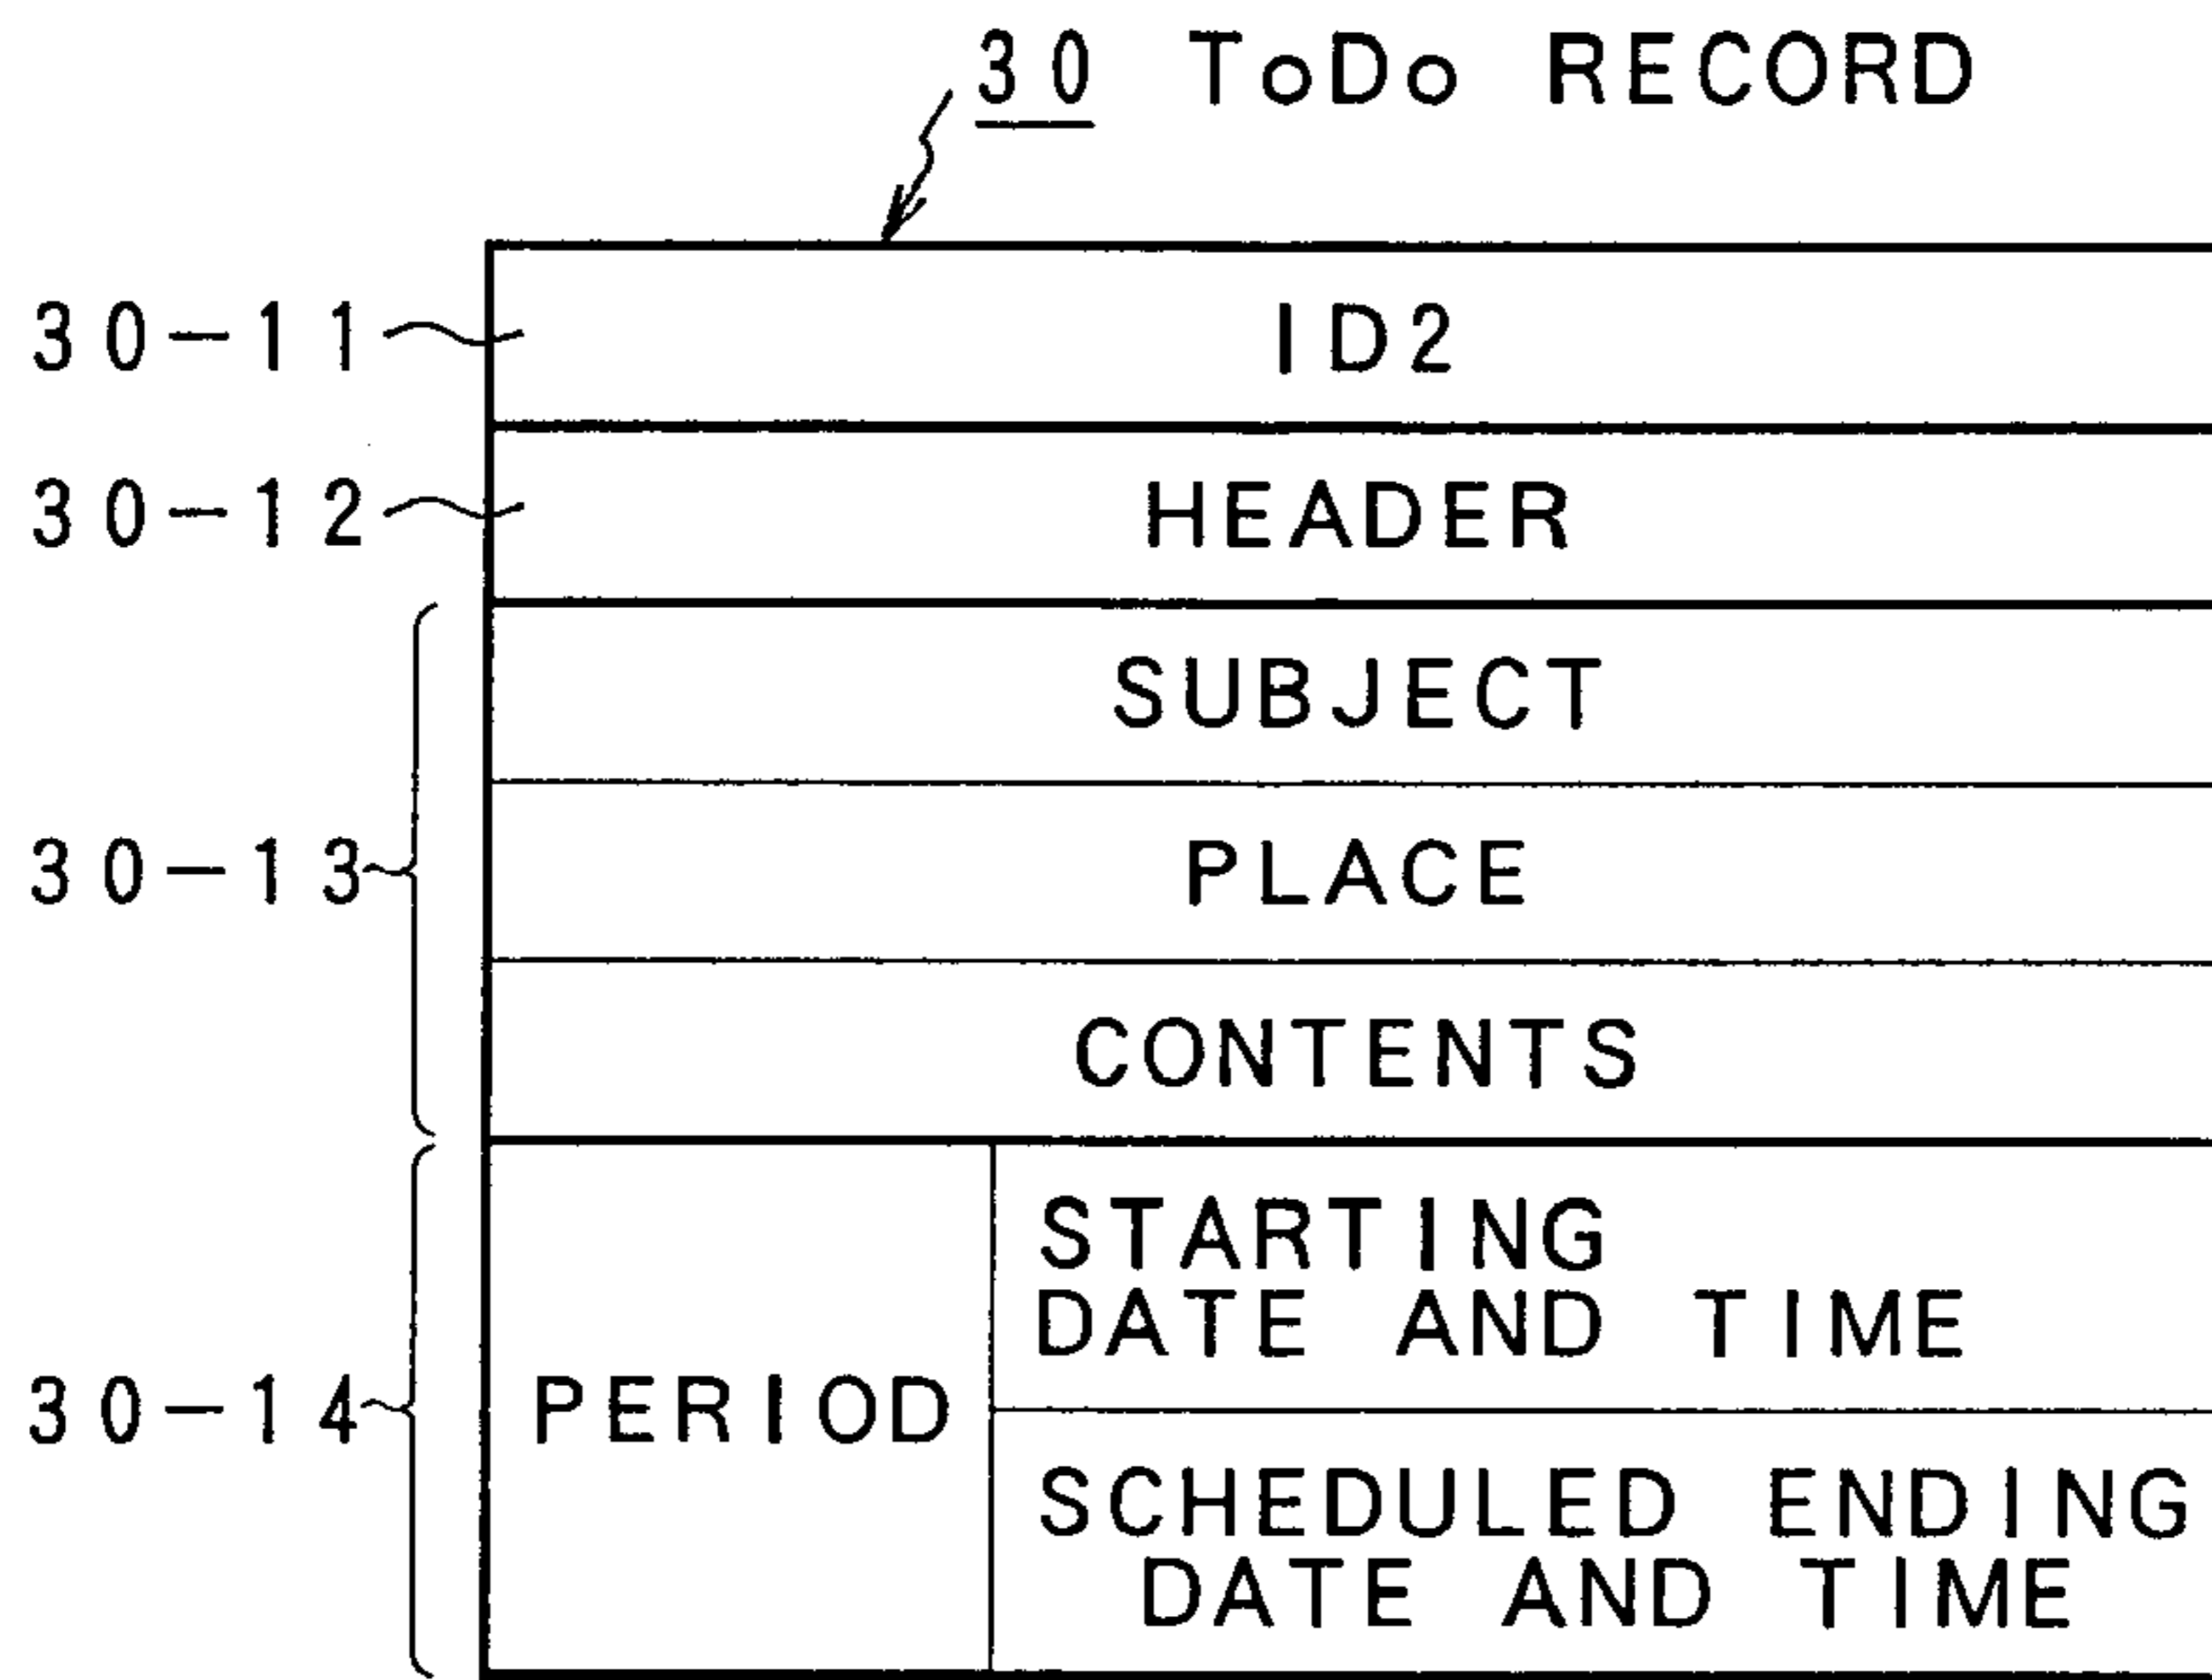 30 ToDo RECORD
30-11 ID2
30-12 HEADER
SUBJECT
30-13 PLACE
CONTENTS
STARTING
DATE AND TIME
30-14 PERIOD
SCHEDULED ENDING
DATE AND TIME